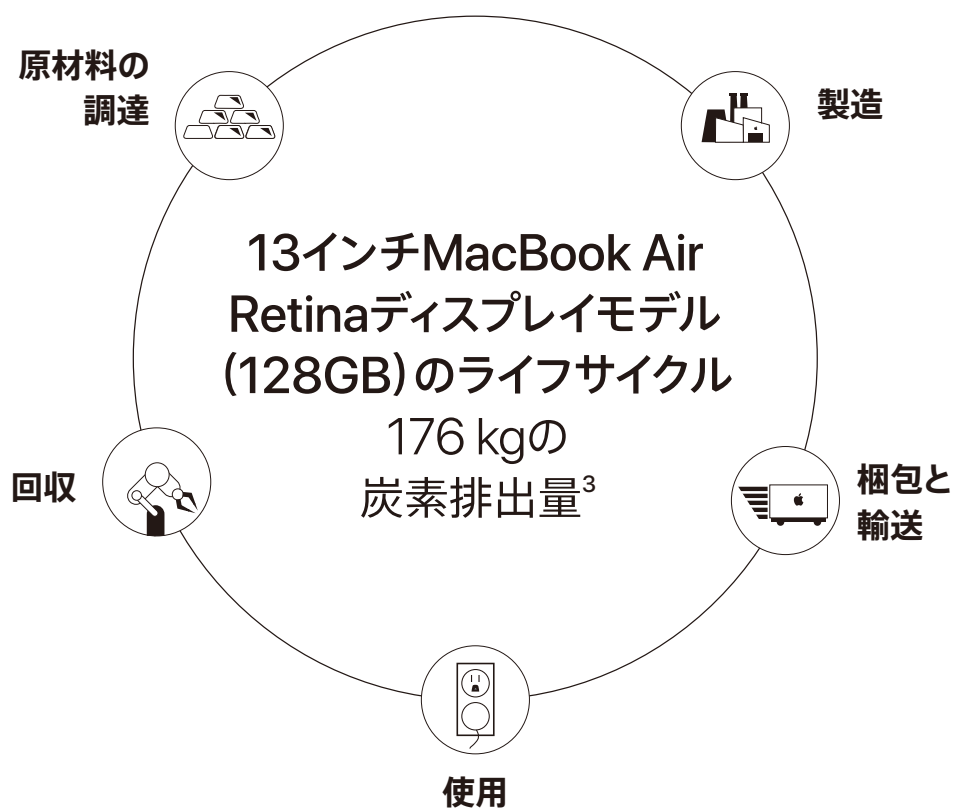 原材料の
調達
製造
13インチMacBook Air
Retinaディスプレイモデル
(128GB)のライフサイクル
176 kgの
炭素排出量³
回収
梱包と
輸送
使用